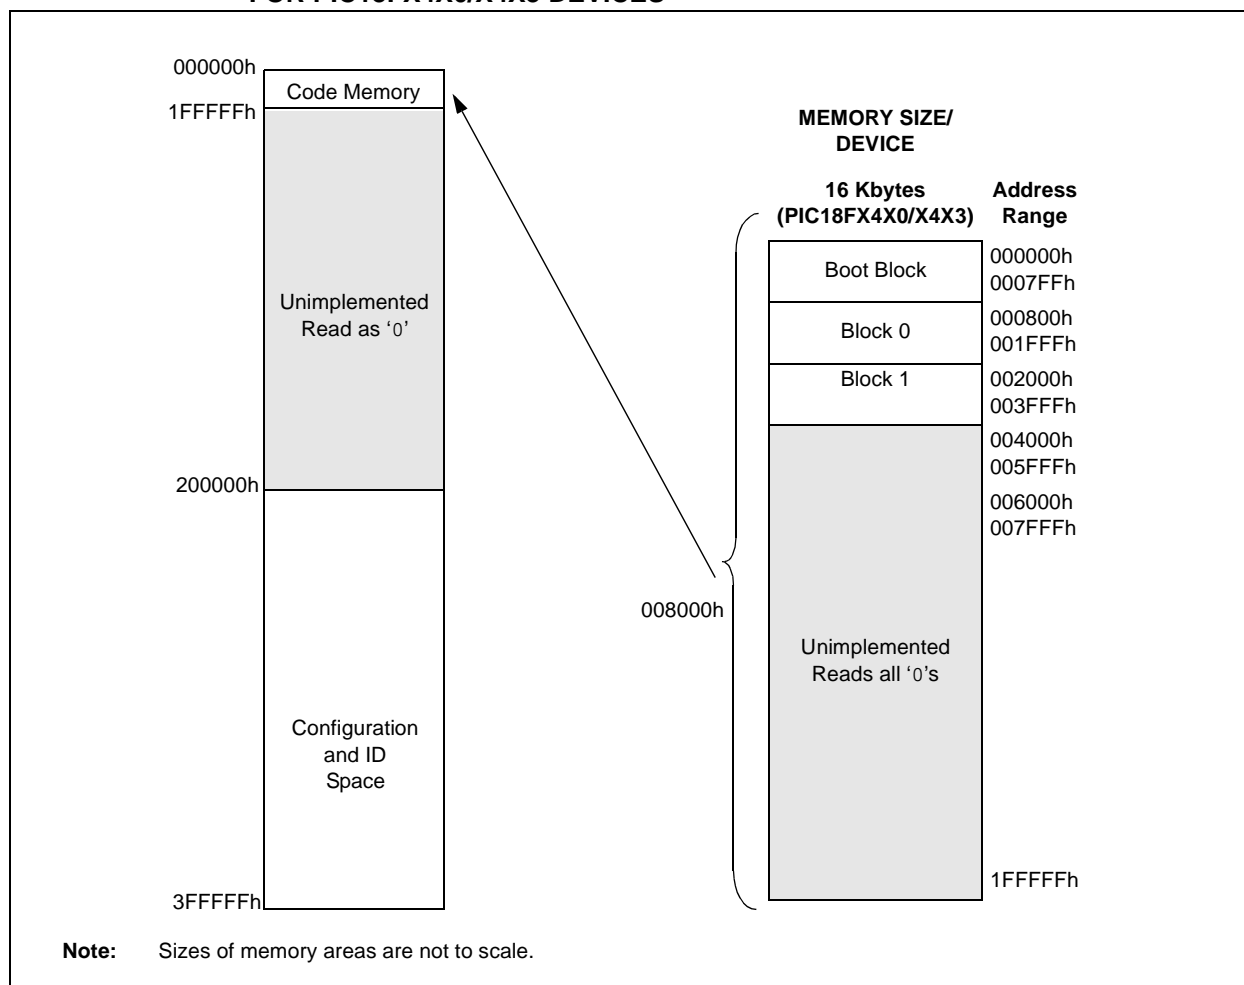 000000h
Code Memory
1FFFFFh
Unimplemented
Read as ‘0’
200000h
Configuration
and ID
Space
3FFFFFh
MEMORY SIZE/
DEVICE
16 Kbytes
(PIC18FX4X0/X4X3)
Address
Range
Boot Block
000000h
0007FFh
Block 0
000800h
001FFFh
Block 1
002000h
003FFFh
004000h
005FFFh
006000h
007FFFh
008000h
Unimplemented
Reads all ‘0’s
1FFFFFh
Note: Sizes of memory areas are not to scale.